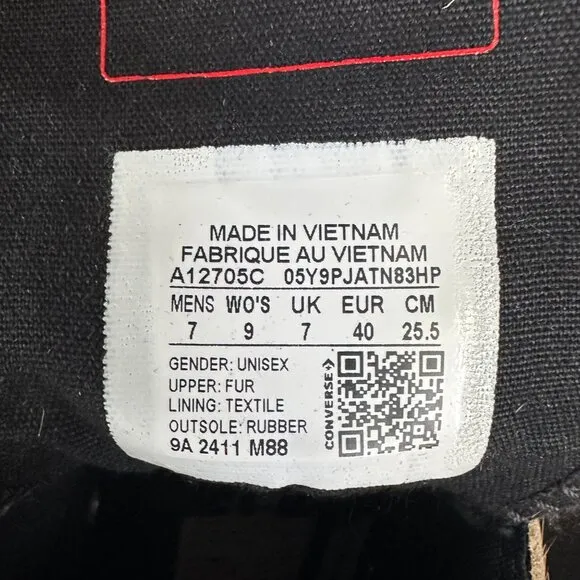 MADE IN VIETNAM
FABRIQUE AU VIETNAM
A12705C 05Y9PJATN83HP
MENS WO'S UK EUR CM
7 9 7 40 25.5
GENDER: UNISEX
UPPER: FUR
LINING: TEXTILE
OUTSOLE: RUBBER
9A 2411 M88
CONVERSE